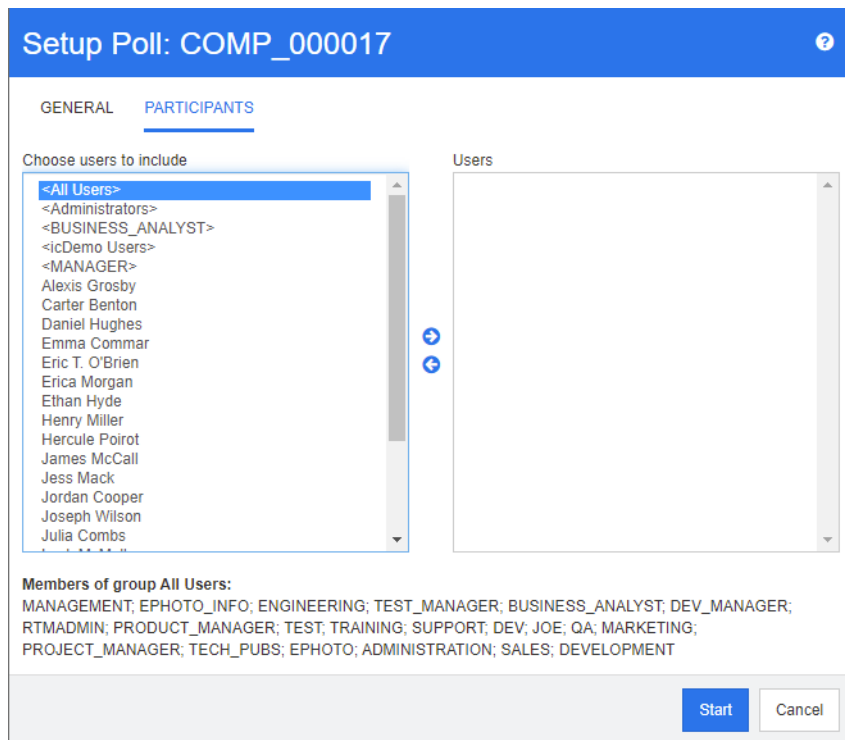 Setup Poll: COMP_000017
GENERAL PARTICIPANTS
Choose users to include
<All Users>
<Administrators>
<BUSINESS_ANALYST>
<icDemo Users>
<MANAGER>
Alexis Grosby
Carter Benton
Daniel Hughes
Emma Commar
Eric T. O'Brien
Erica Morgan
Ethan Hyde
Henry Miller
Hercule Poirot
James McCall
Jess Mack
Jordan Cooper
Joseph Wilson
Julia Combs
Users
Members of group All Users:
MANAGEMENT; EPHOTO_INFO; ENGINEERING; TEST_MANAGER; BUSINESS_ANALYST; DEV_MANAGER;
RTMADMIN; PRODUCT_MANAGER; TEST; TRAINING; SUPPORT; DEV; JOE; QA; MARKETING;
PROJECT_MANAGER; TECH_PUBS; EPHOTO; ADMINISTRATION; SALES; DEVELOPMENT
Start Cancel